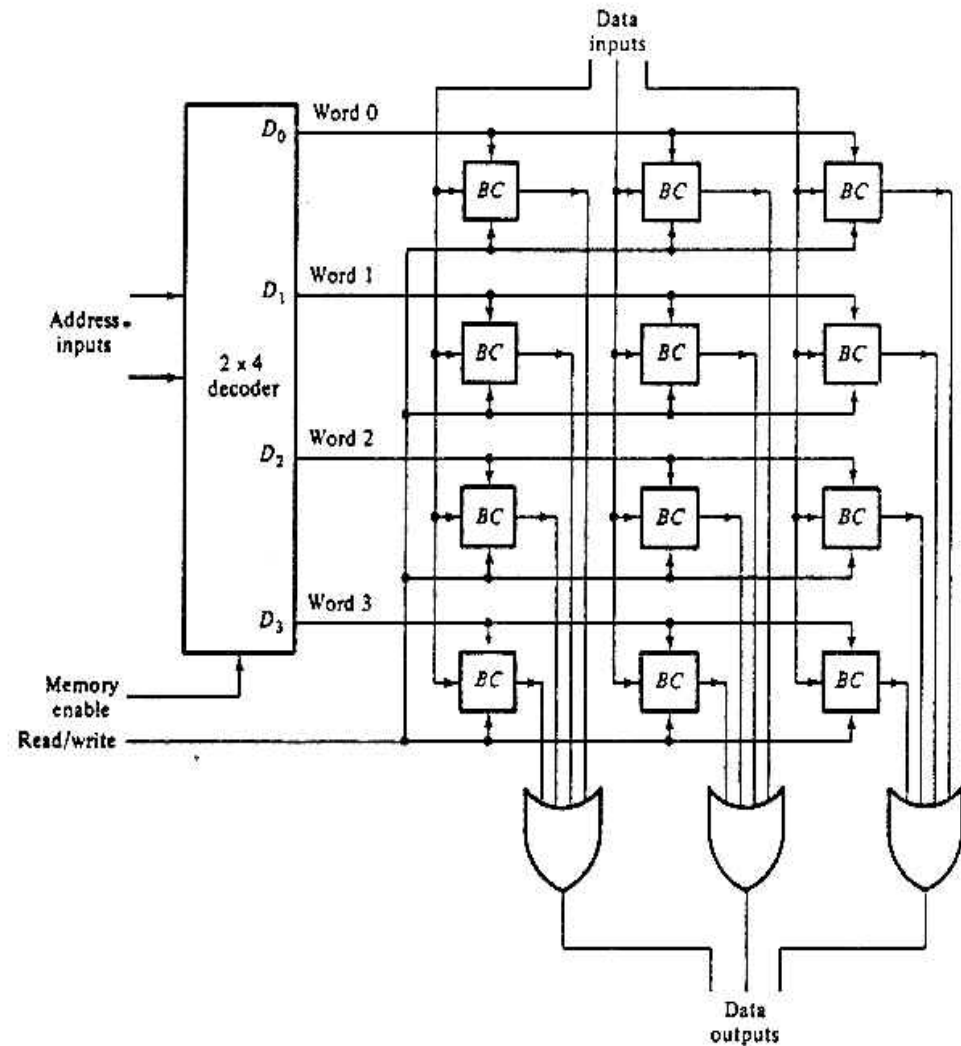 Data
inputs
Word 0
D0
BC BC BC
Word 1
D1
Address
inputs
BC BC BC
2 x 4
decoder
Word 2
D2
BC BC BC
Word 3
D3
BC BC BC
Memory
enable
Read/write
Data
outputs